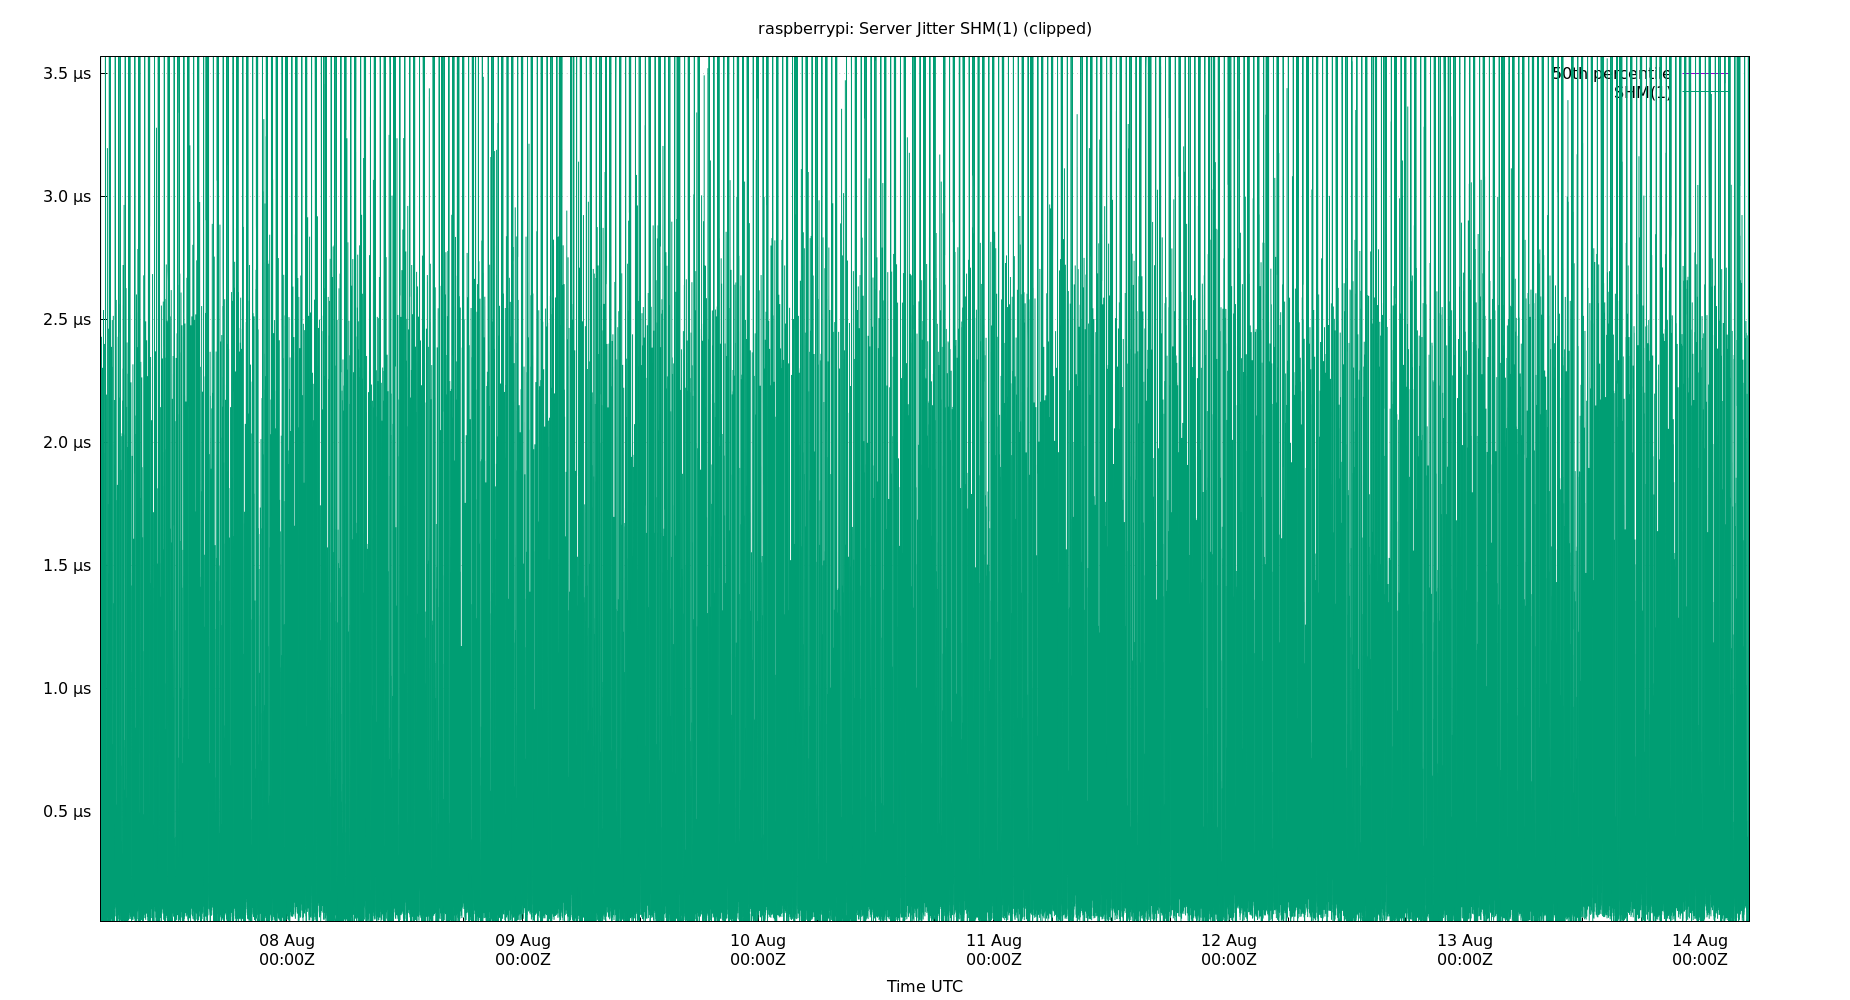 raspberrypi: Server Jitter SHM(1) (clipped)
3.5 µs
50th percentile
SHM(1)
3.0 µs
2.5 µs
2.0 µs
1.5 µs
1.0 µs
0.5 µs
08 Aug 09 Aug 10 Aug 11 Aug 12 Aug 13 Aug 14 Aug
00:00Z 00:00Z 00:00Z 00:00Z 00:00Z 00:00Z 00:00Z
Time UTC